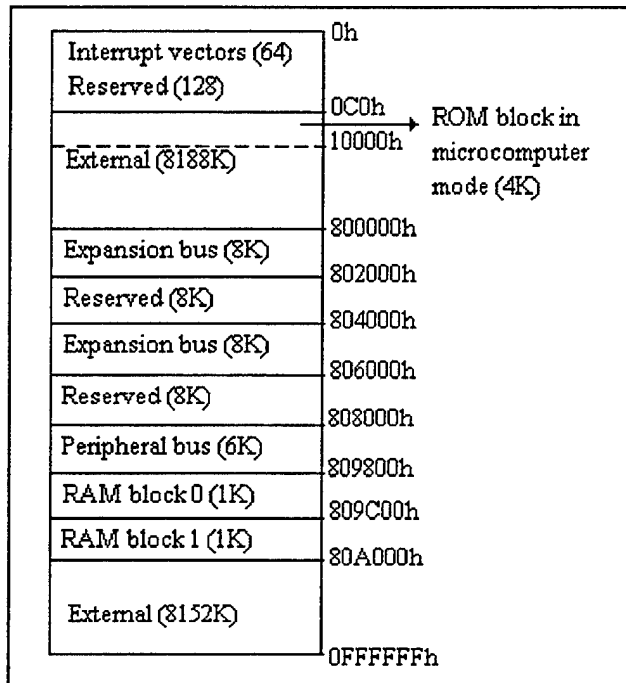 0h
Interrupt vectors (64)
Reserved (128)
0C0h
ROM block in
microcomputer
mode (4K)
10000h
External (8188K)
800000h
Expansion bus (8K)
802000h
Reserved (8K)
804000h
Expansion bus (8K)
806000h
Reserved (8K)
808000h
Peripheral bus (6K)
809800h
RAM block 0 (1K)
809C00h
RAM block 1 (1K)
80A000h
External (8152K)
0FFFFFFh